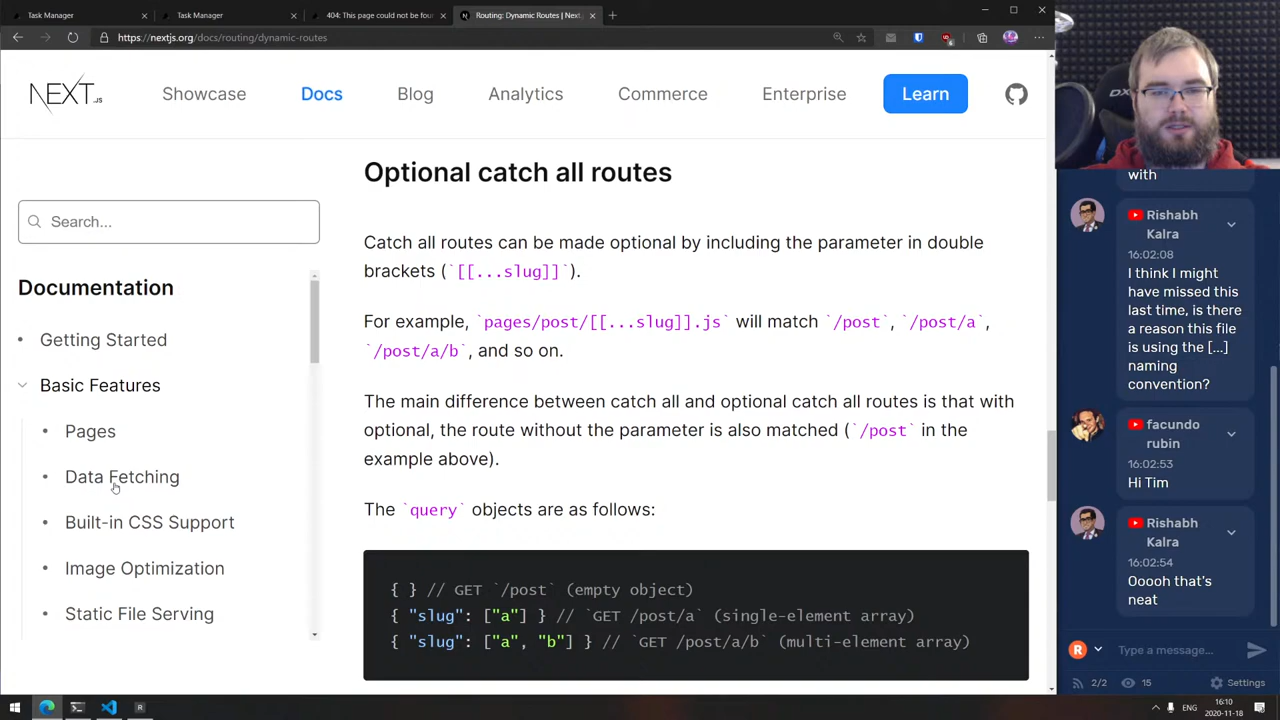 Task Manager
Task Manager
404: This page could not be fou
Routing: Dynamic Routes | Next.
https://nextjs.org/docs/routing/dynamic-routes
NEXT.JS
Showcase
Docs
Blog
Analytics
Commerce
Enterprise
Learn
Search...
Documentation
Getting Started
Basic Features
Pages
Data Fetching
Built-in CSS Support
Image Optimization
Static File Serving
Optional catch all routes
Catch all routes can be made optional by including the parameter in double
brackets (`[[...slug]]`).
For example, `pages/post/[[...slug]].js` will match `/post`, `/post/a`,
`/post/a/b`, and so on.
The main difference between catch all and optional catch all routes is that with
optional, the route without the parameter is also matched (`/post` in the
example above).
The `query` objects are as follows:
{ } // GET `/post` (empty object)
{ "slug": ["a"] } // `GET /post/a` (single-element array)
{ "slug": ["a", "b"] } // `GET /post/a/b` (multi-element array)
DX
with
Rishabh
Kalra
16:02:08
I think I might
have missed this
last time, is there
a reason this file
is using the [...]
naming
convention?
facundo
rubin
16:02:53
Hi Tim
Rishabh
Kalra
16:02:54
Ooooh that's
neat
R
Type a message...
2/2
15
Settings
ENG
16:10
2020-11-18